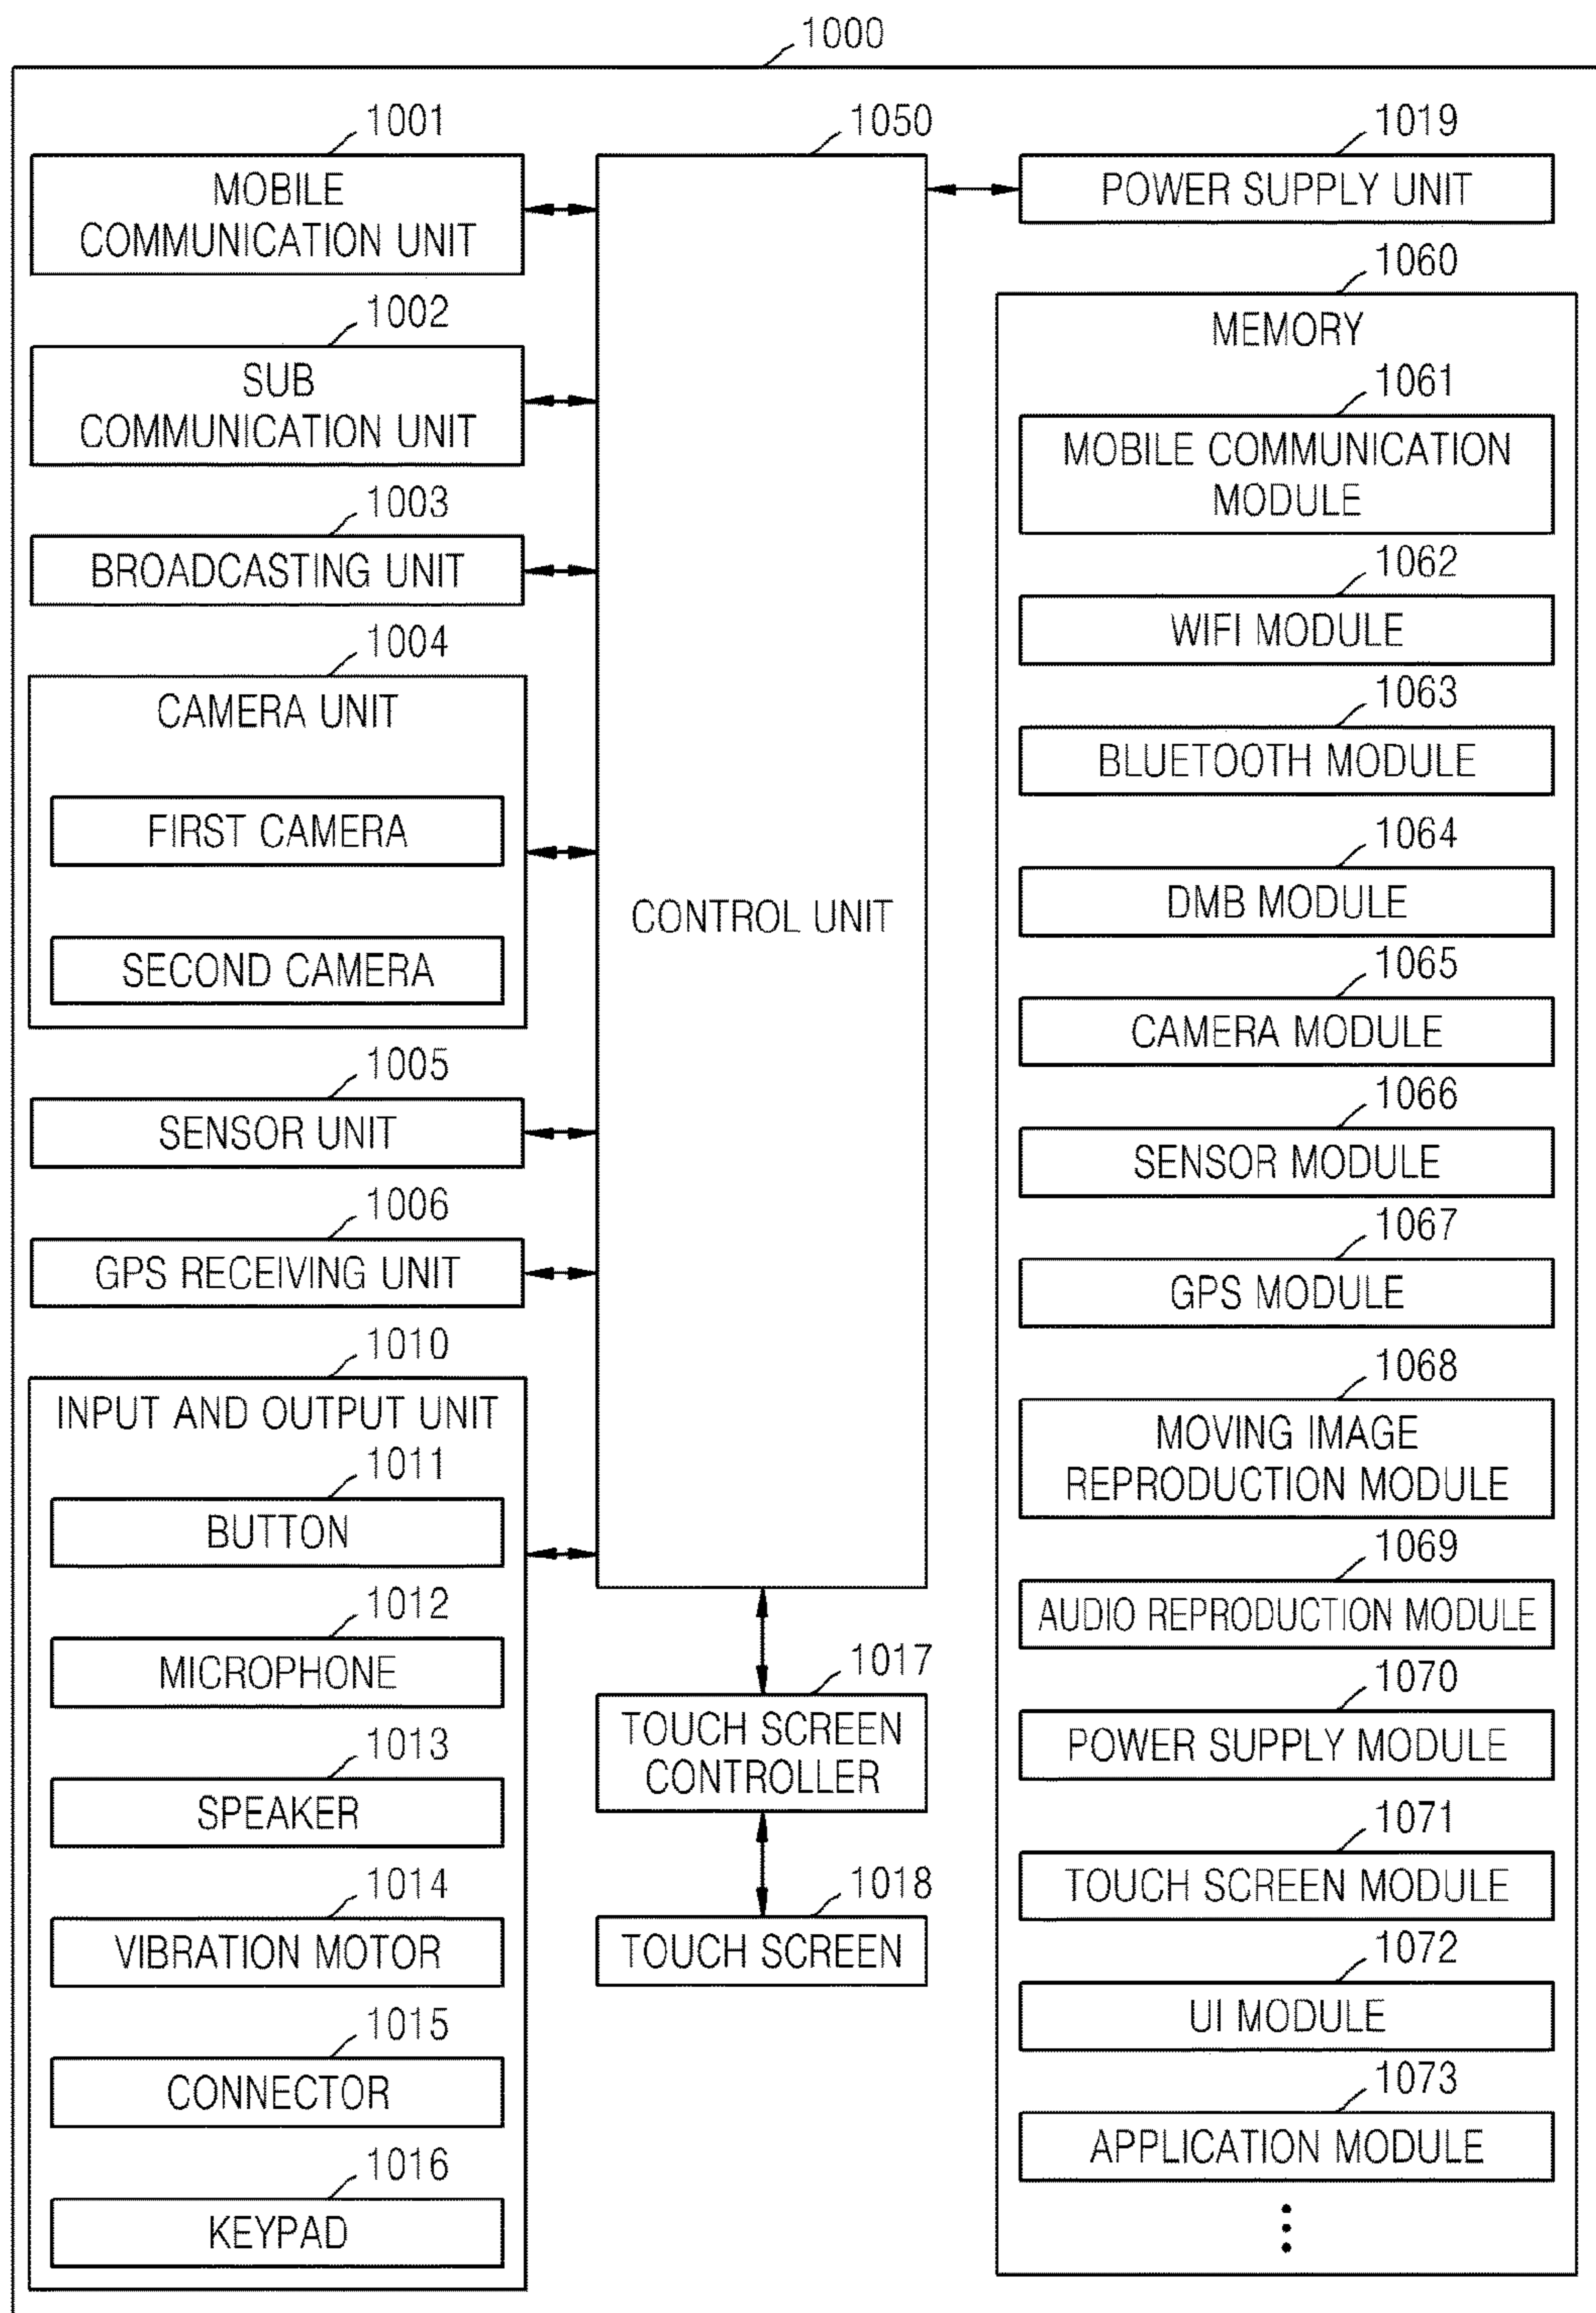 1000
1001
MOBILE
COMMUNICATION UNIT
1002
SUB
COMMUNICATION UNIT
1003
BROADCASTING UNIT
1004
CAMERA UNIT
FIRST CAMERA
SECOND CAMERA
1005
SENSOR UNIT
1006
GPS RECEIVING UNIT
1010
INPUT AND OUTPUT UNIT
1011
BUTTON
1012
MICROPHONE
1013
SPEAKER
1014
VIBRATION MOTOR
1015
CONNECTOR
1016
KEYPAD
1050
CONTROL UNIT
1017
TOUCH SCREEN
CONTROLLER
1018
TOUCH SCREEN
1019
POWER SUPPLY UNIT
1060
MEMORY
1061
MOBILE COMMUNICATION
MODULE
1062
WIFI MODULE
1063
BLUETOOTH MODULE
1064
DMB MODULE
1065
CAMERA MODULE
1066
SENSOR MODULE
1067
GPS MODULE
1068
MOVING IMAGE
REPRODUCTION MODULE
1069
AUDIO REPRODUCTION MODULE
1070
POWER SUPPLY MODULE
1071
TOUCH SCREEN MODULE
1072
UI MODULE
1073
APPLICATION MODULE